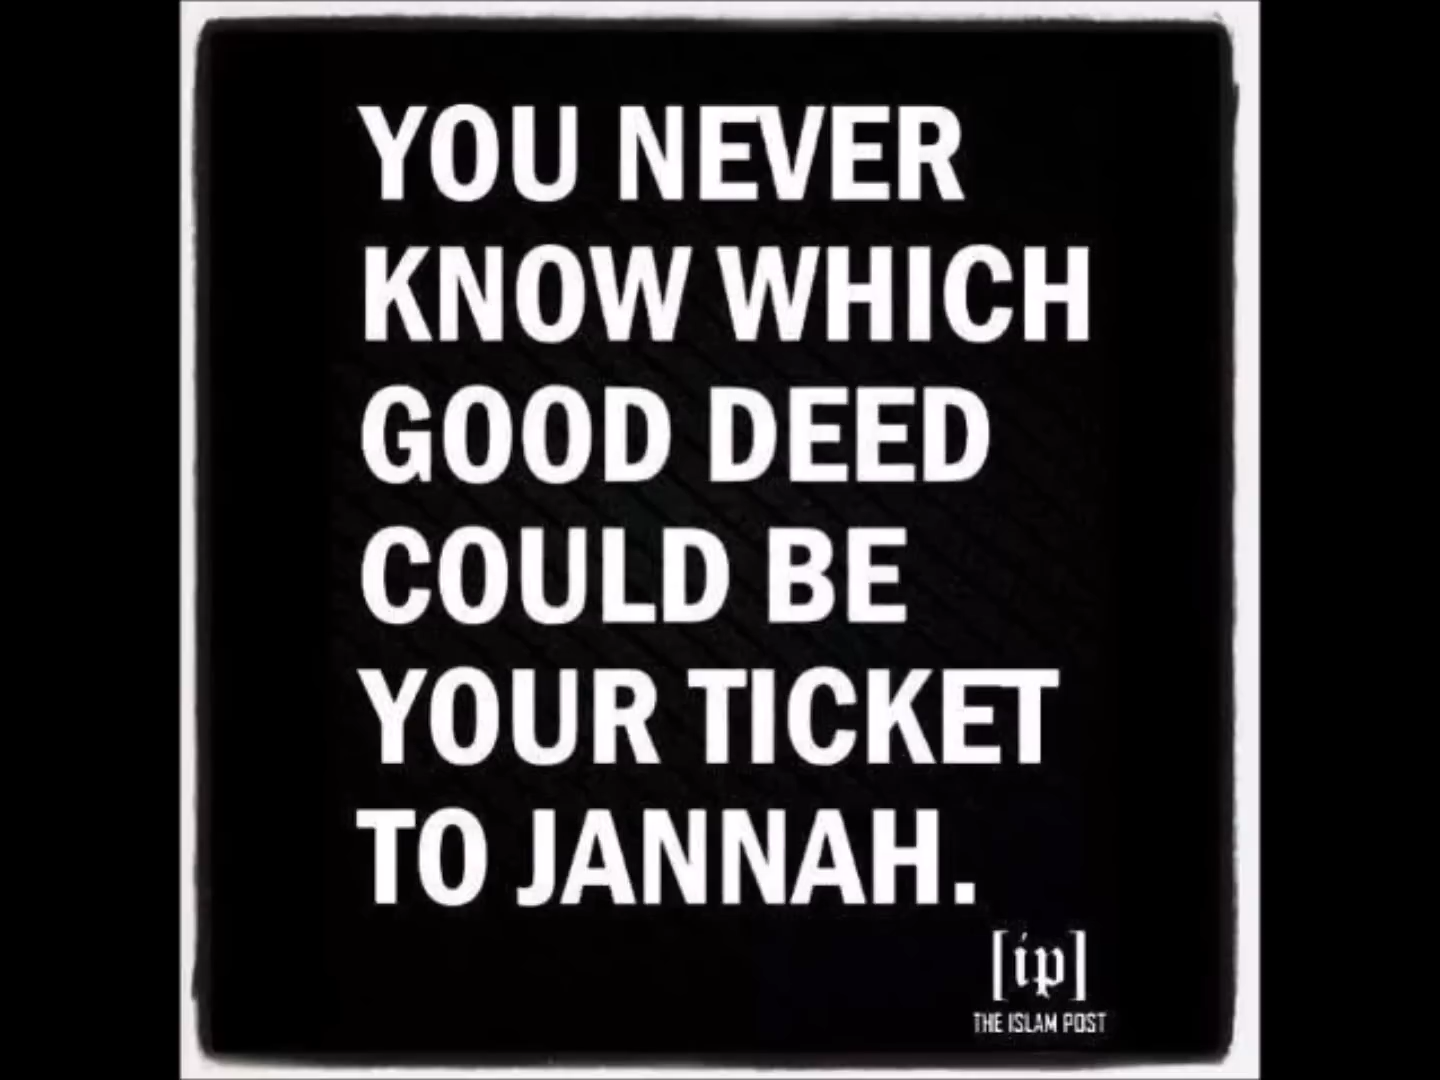 YOU NEVER
KNOW WHICH
GOOD DEED
COULD BE
YOUR TICKET
TO JANNAH.
[ip]
THE ISLAM POST